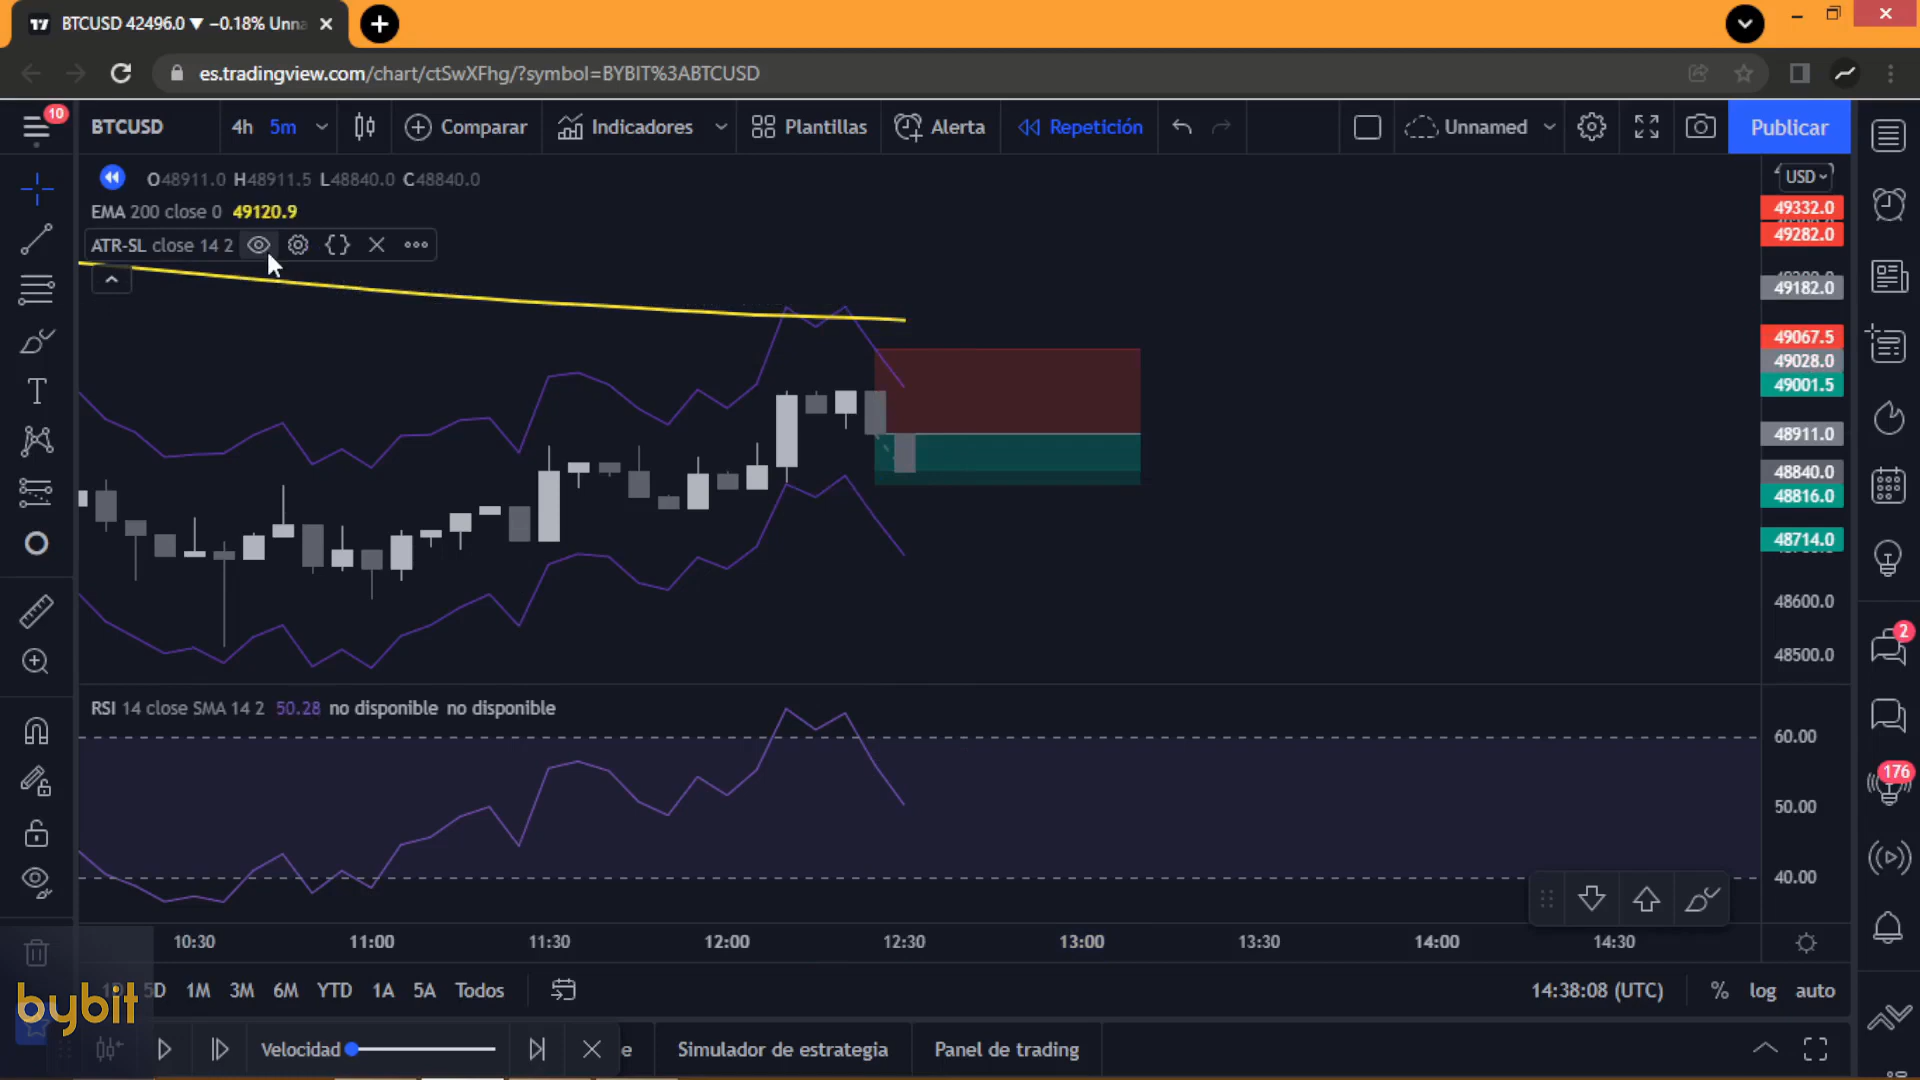 BTCUSD 42496.0 ▼ −0.18% Unna
es.tradingview.com/chart/ctSwXFhg/?symbol=BYBIT%3ABTCUSD
10
BTCUSD
4h 5m
Comparar
Indicadores
Plantillas
Alerta
Repetición
Unnamed
Publicar
O48911.0 H48911.5 L48840.0 C48840.0
EMA 200 close 0 49120.9
ATR-SL close 14 2
USD
49332.0
49282.0
49182.0
49067.5
49028.0
49001.5
48911.0
48840.0
48816.0
48714.0
48600.0
48500.0
2
176
RSI 14 close SMA 14 2 50.28 no disponible no disponible
60.00
50.00
40.00
10:30 11:00 11:30 12:00 12:30 13:00 13:30 14:00 14:30
5D 1M 3M 6M YTD 1A 5A Todos
14:38:08 (UTC) % log auto
bybit
Velocidad
e
Simulador de estrategia
Panel de trading